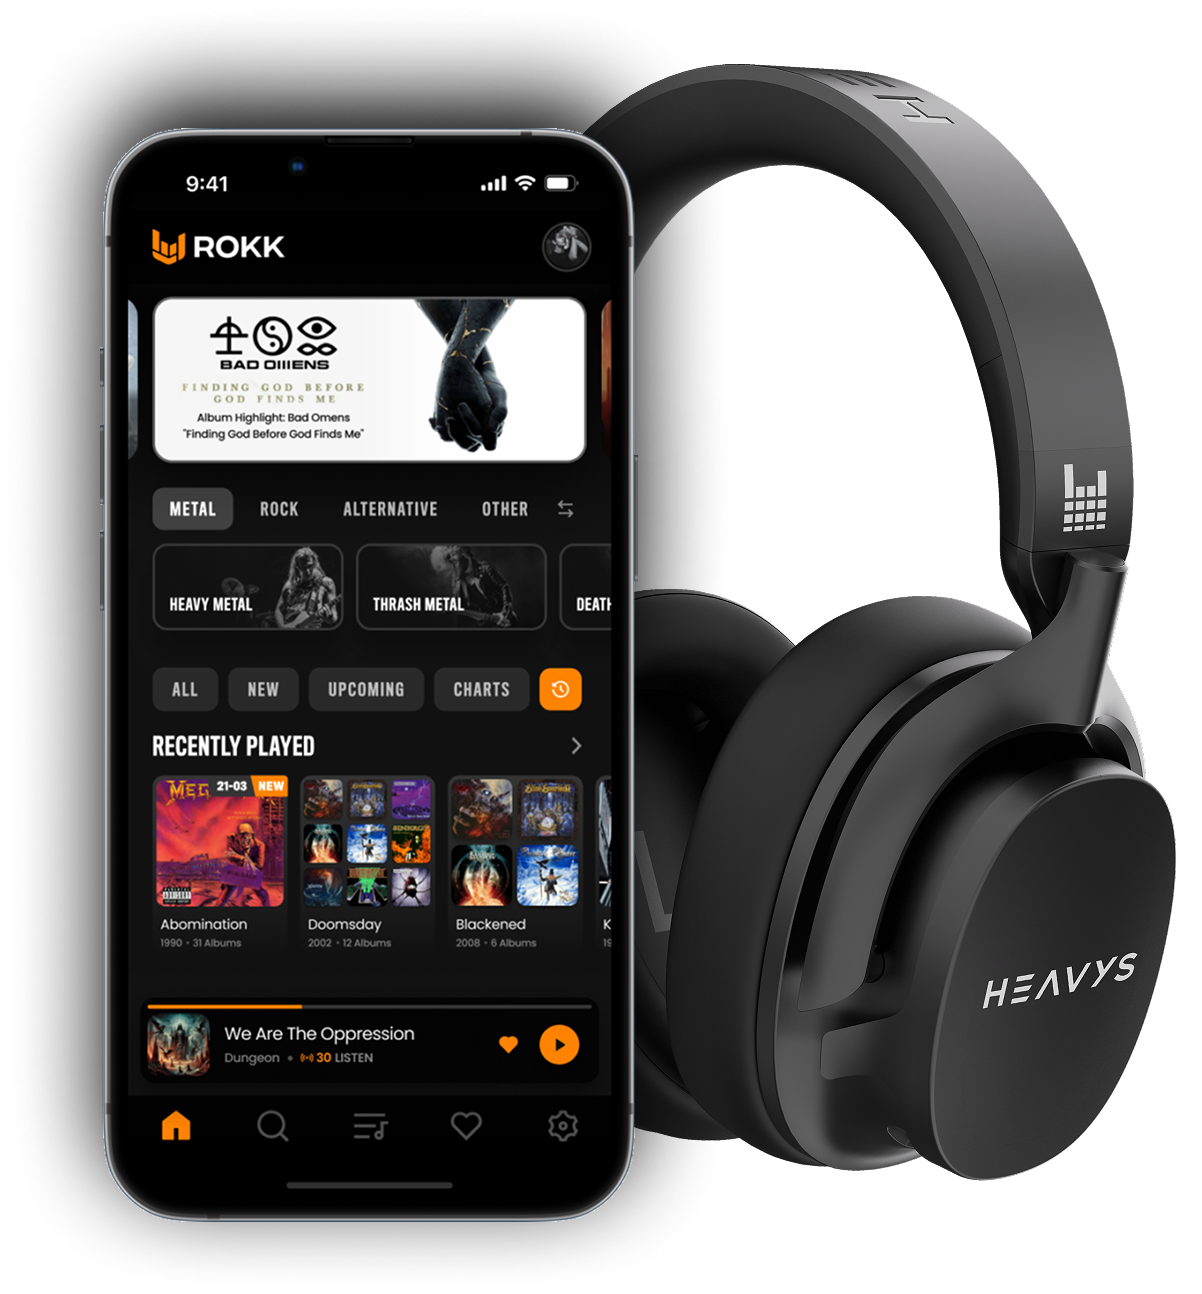 9:41
ROKK
BAD OMENS
FINDING GOD BEFORE
GOD FINDS ME
Album Highlight: Bad Omens
"Finding God Before God Finds Me"
METAL ROCK ALTERNATIVE OTHER
HEAVY METAL THRASH METAL DEATH
ALL NEW UPCOMING CHARTS
RECENTLY PLAYED
MEG 21-03 NEW
Abomination Doomsday Blackened K
1990 • 31 Albums 2002 • 12 Albums 2008 • 6 Albums 19
We Are The Oppression
Dungeon • 30 LISTEN
H
HEAVYS